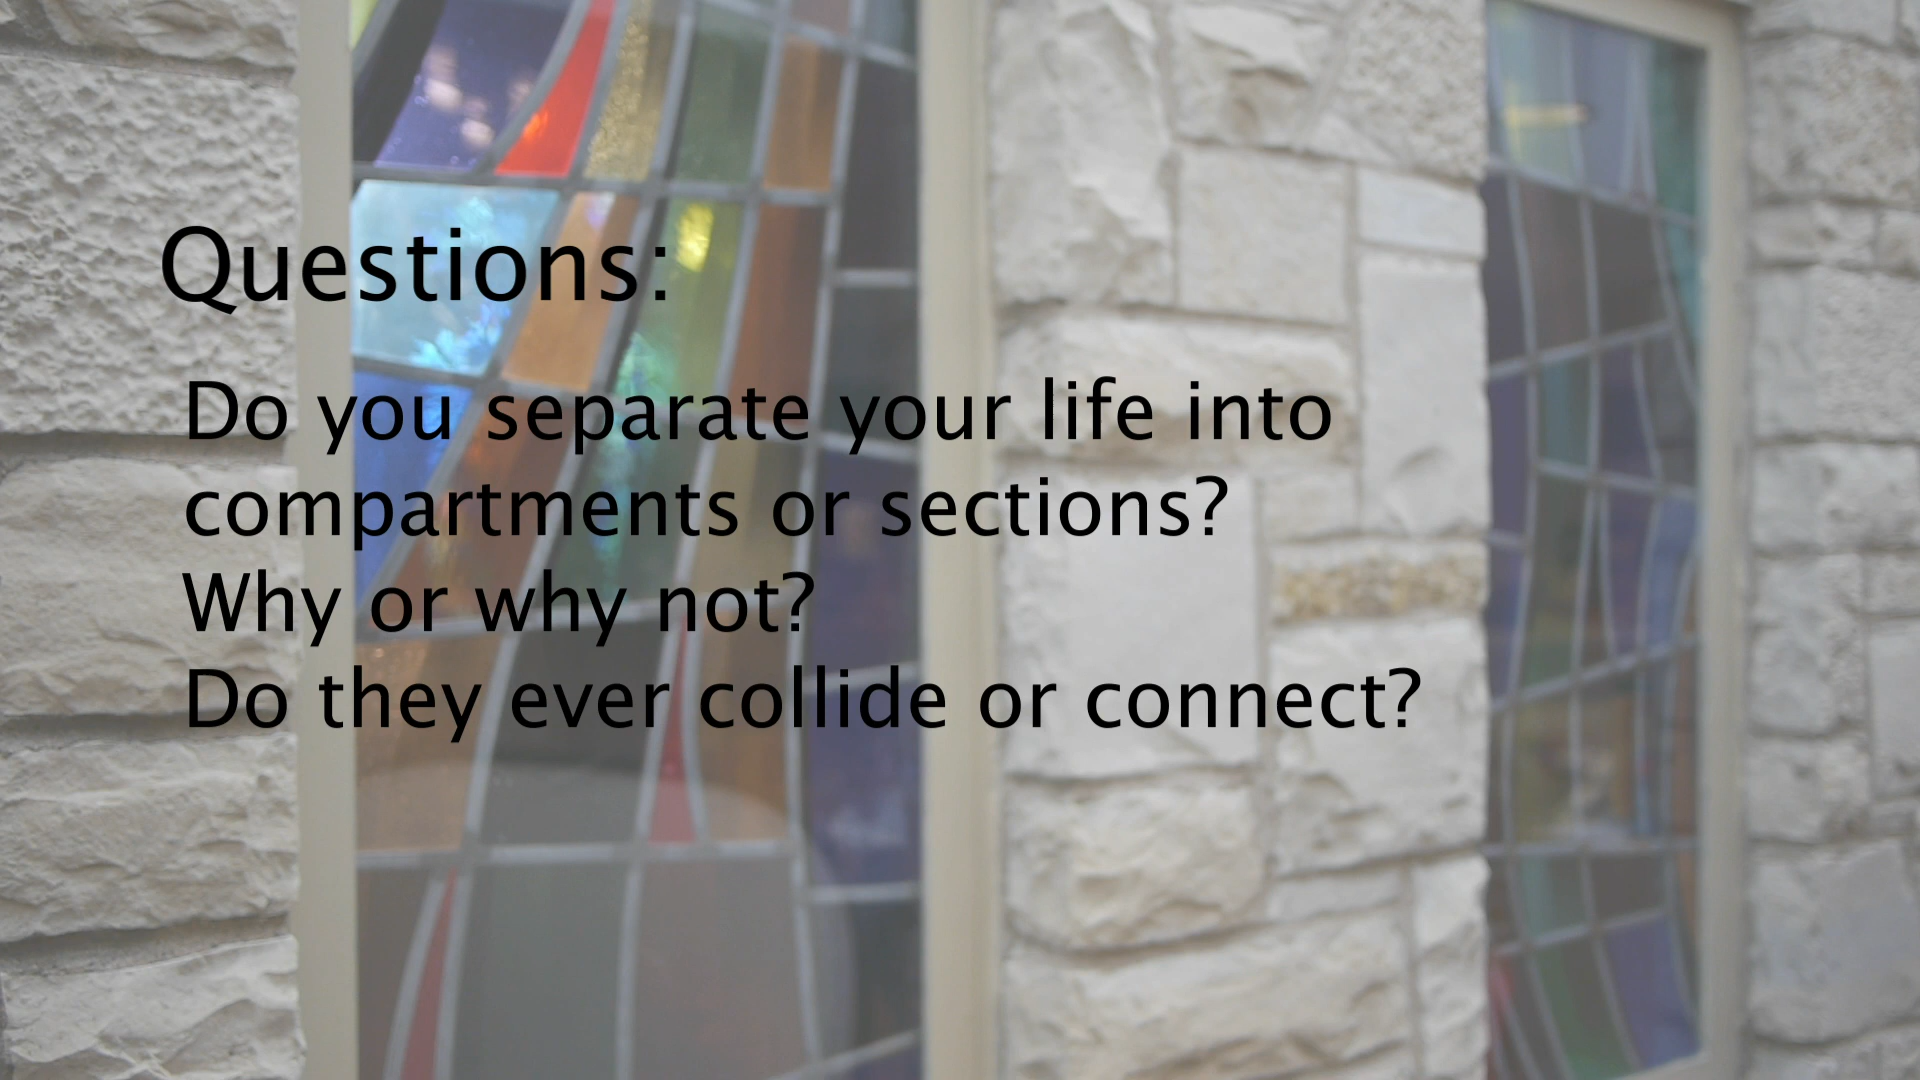 Questions:
Do you separate your life into
compartments or sections?
Why or why not?
Do they ever collide or connect?